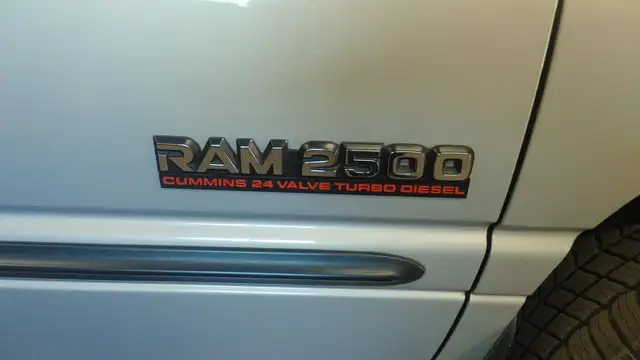 RAM 2500
CUMMINS 24 VALVE TURBO DIESEL